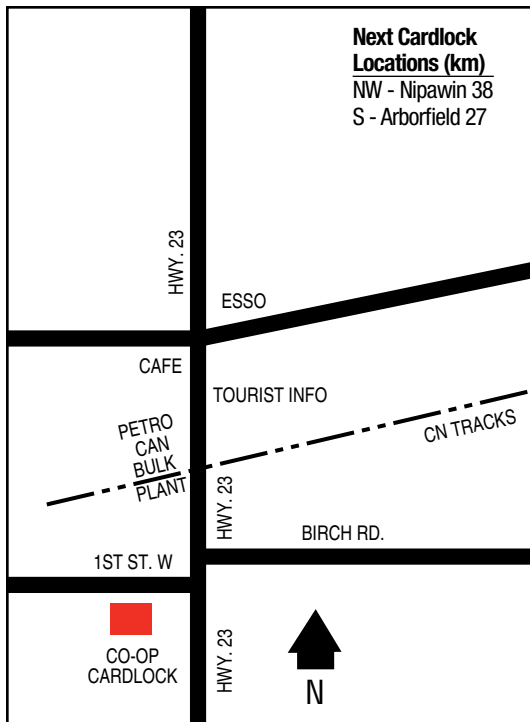 Next Cardlock
Locations (km)
NW - Nipawin 38
S - Arborfield 27
HWY. 23
ESSO
CAFE
TOURIST INFO
PETRO
CAN
BULK
PLANT
CN TRACKS
HWY. 23
BIRCH RD.
1ST ST. W
CO-OP
CARDLOCK
HWY. 23
N